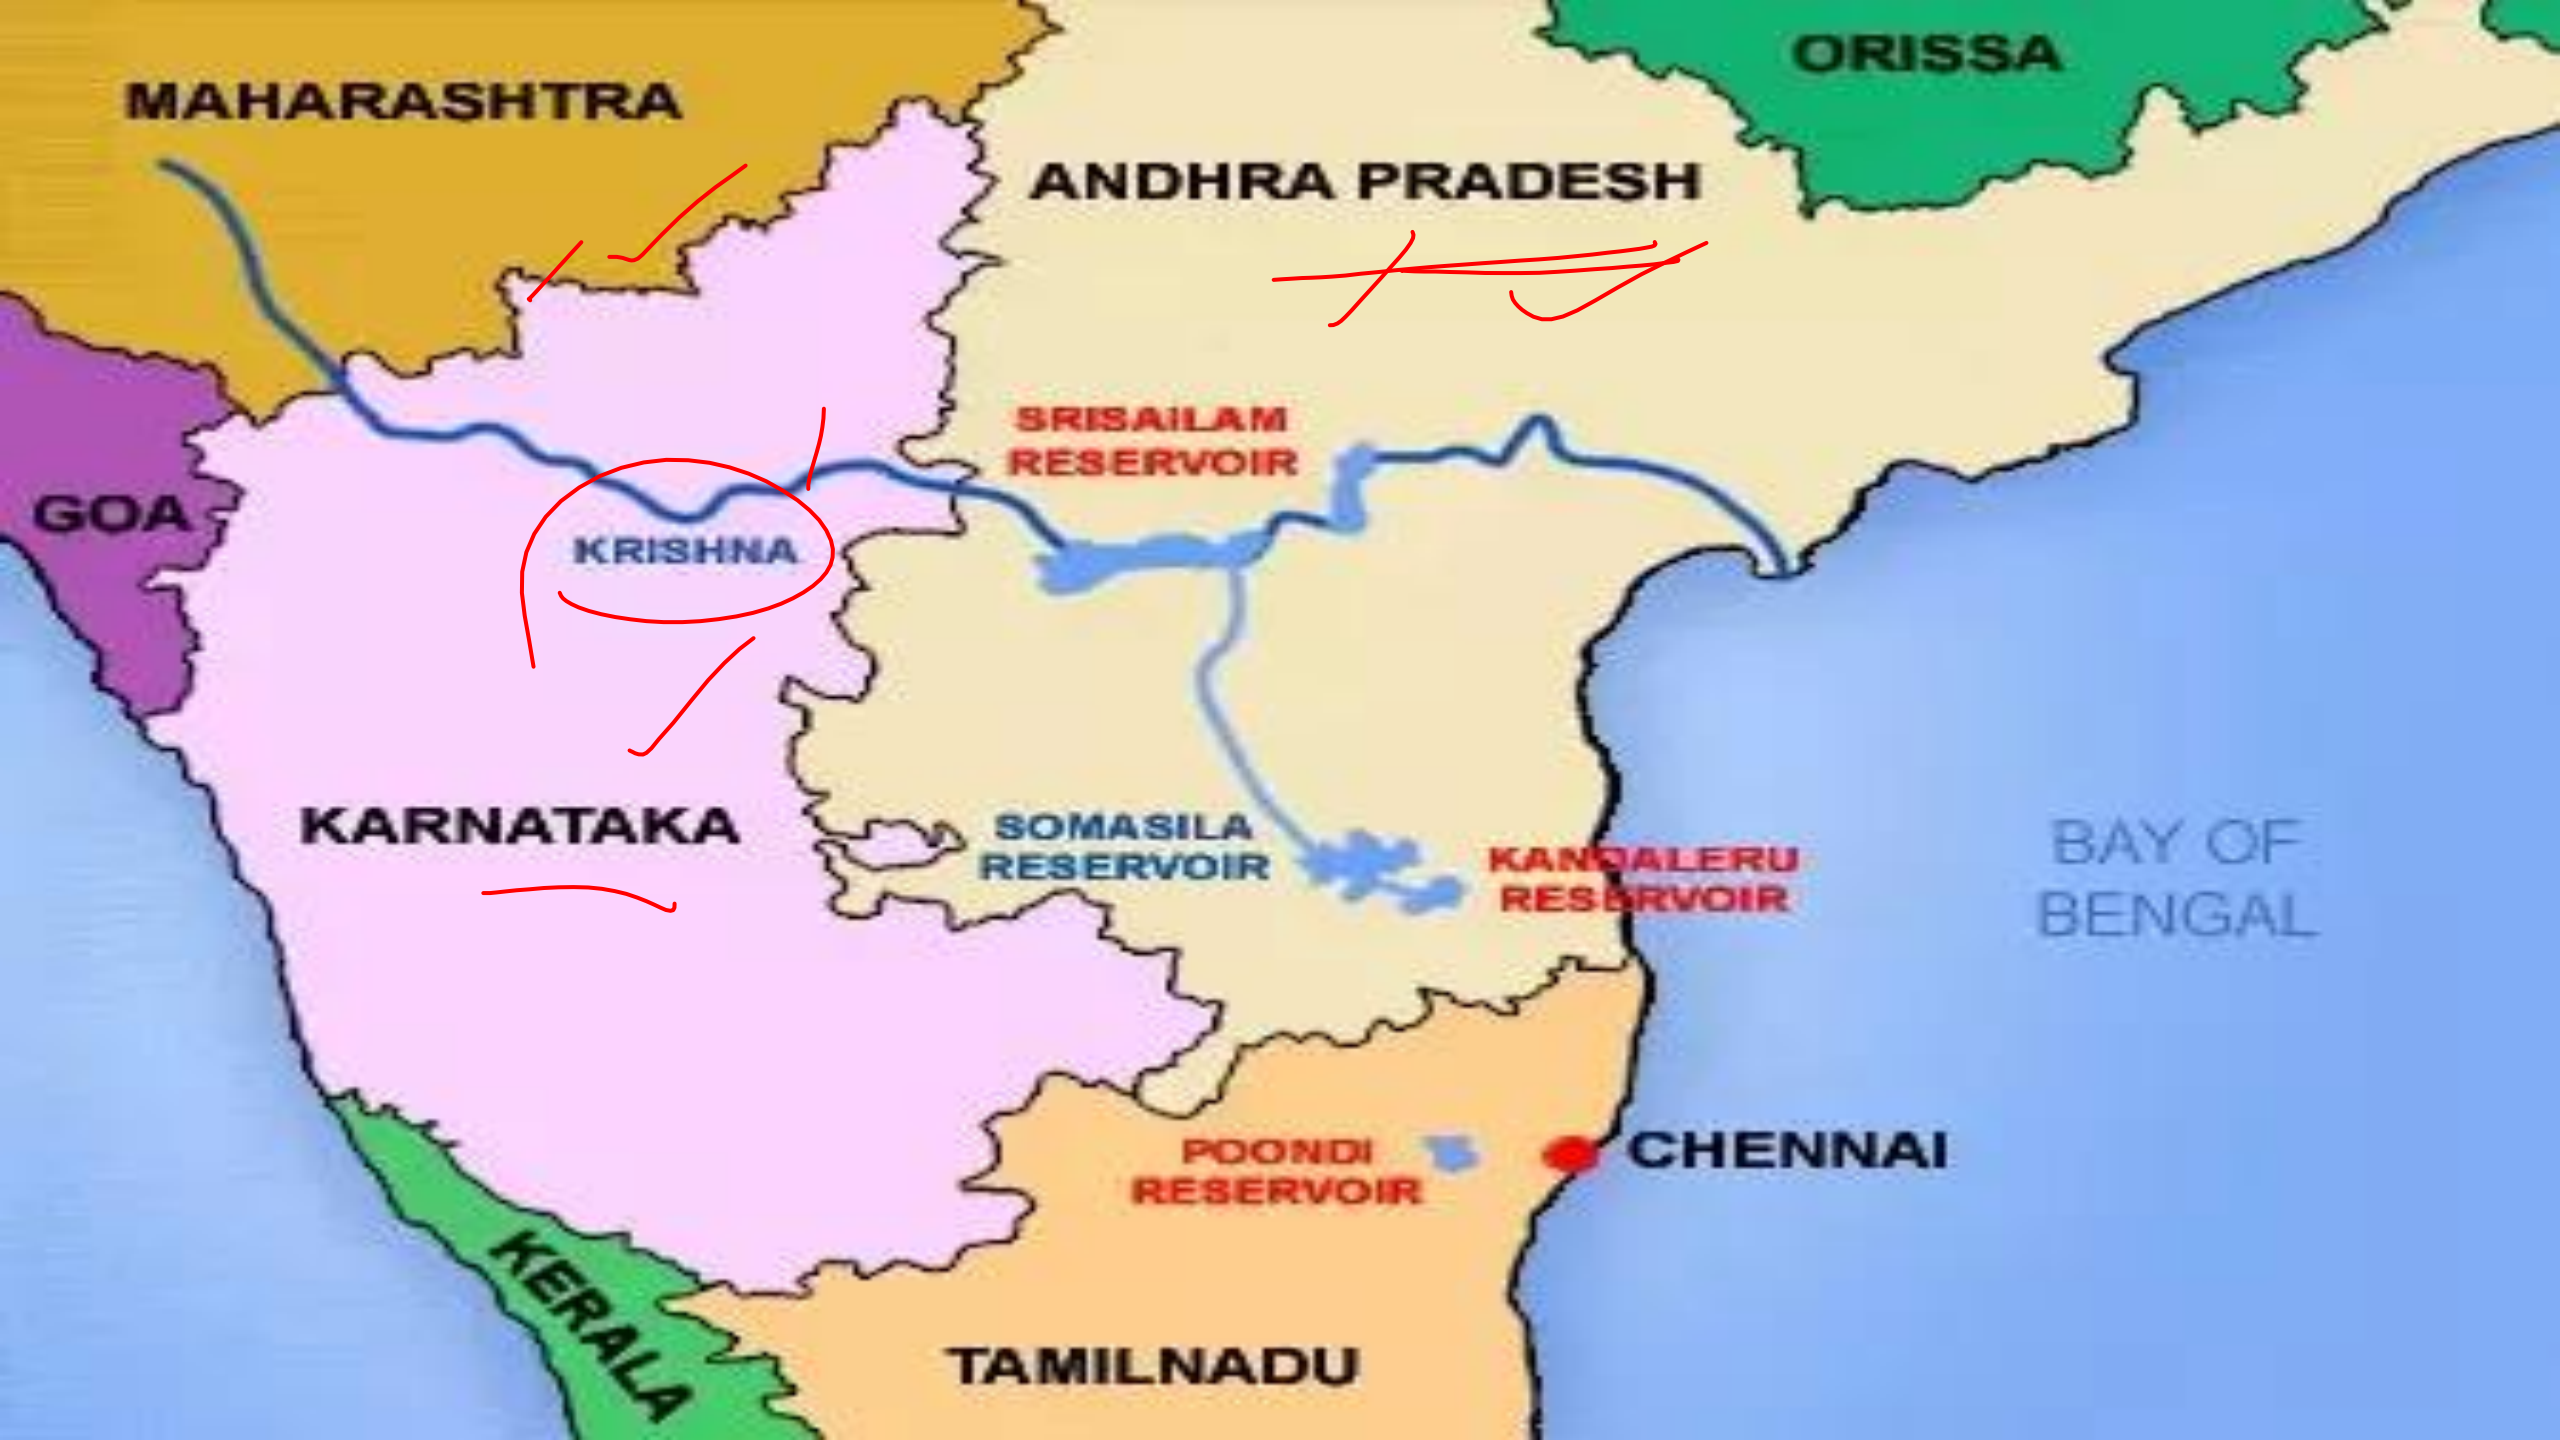 ORISSA
MAHARASHTRA
ANDHRA PRADESH
SRISAILAM
RESERVOIR
GOA
KRISHNA
KARNATAKA
SOMASILA
RESERVOIR
KANDALERU
RESERVOIR
BAY OF
BENGAL
POONDI
RESERVOIR
CHENNAI
KERALA
TAMILNADU